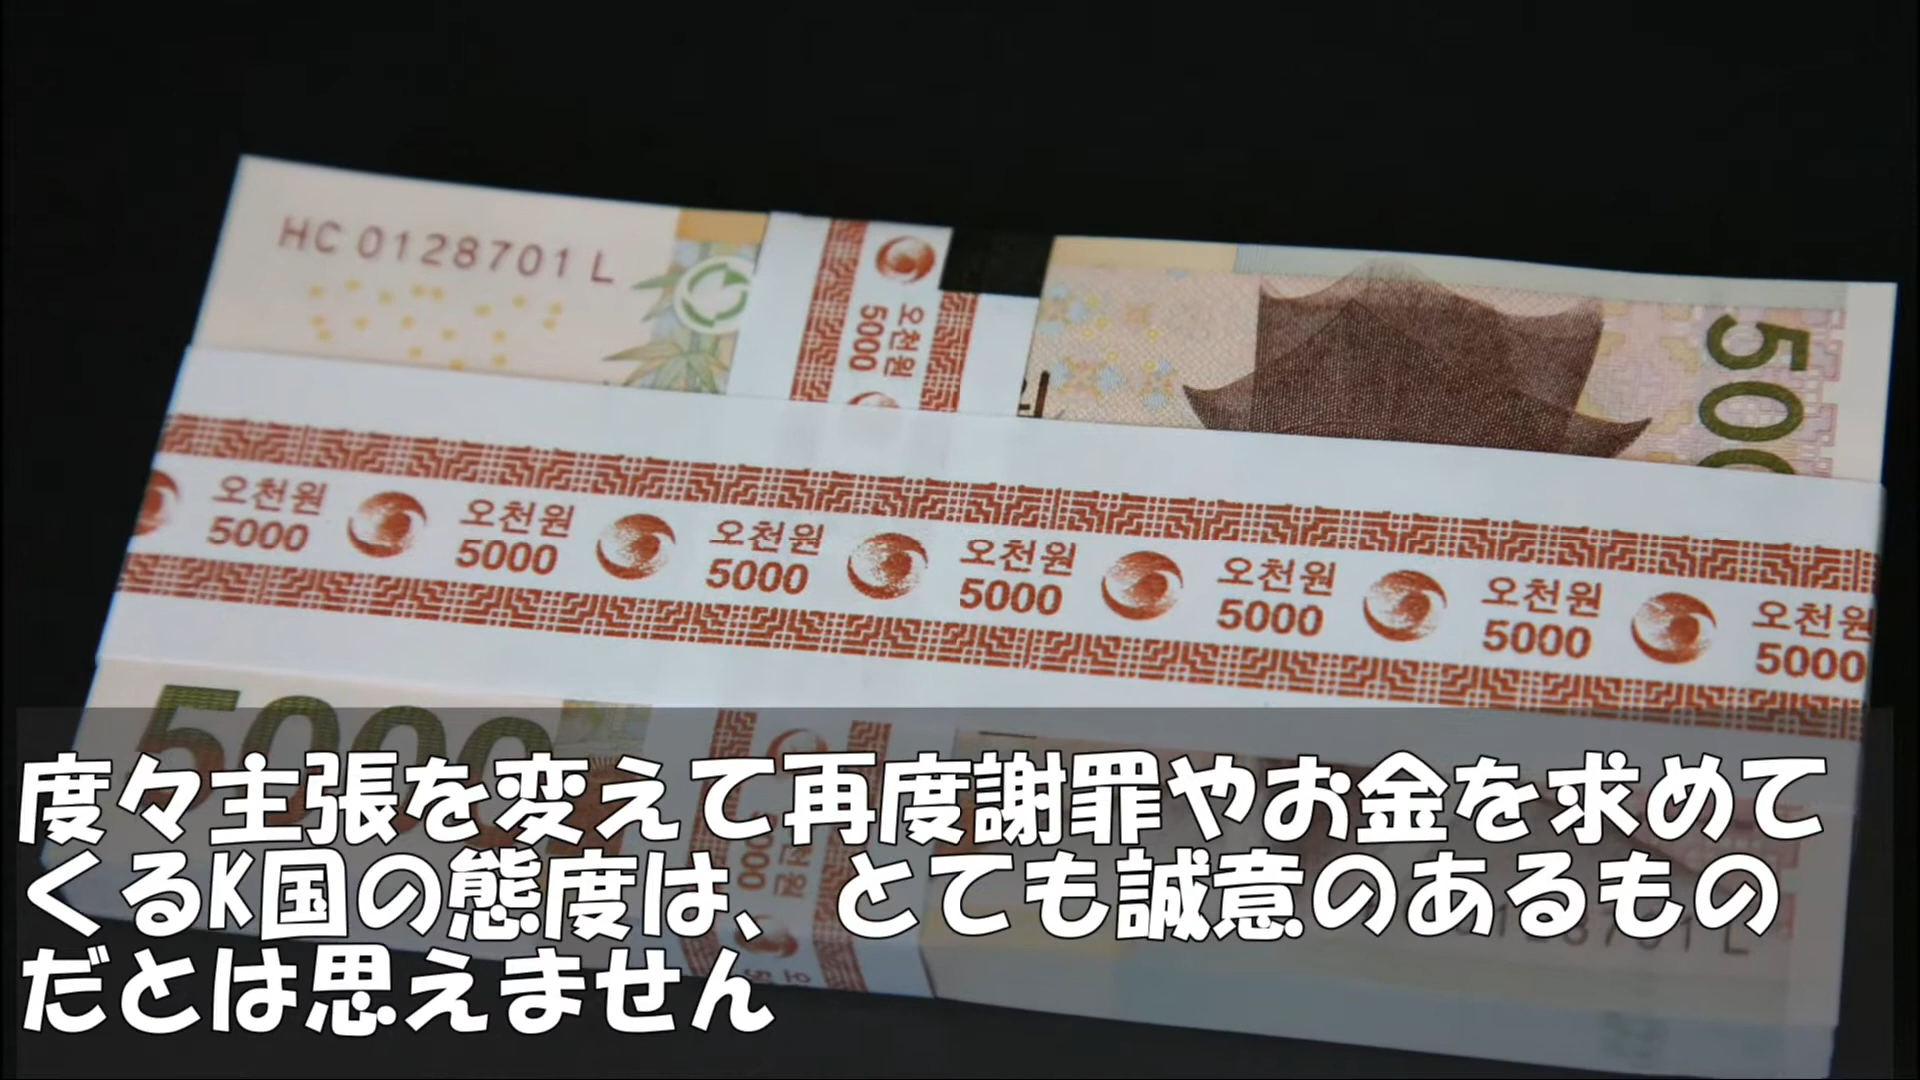 HC 0128701 L
오천원
5000
500
오천원 오천원 오천원 오천원 오천원 오천원 오천원
5000 5000 5000 5000 5000 5000 5000
5000
度々主張を変えて再度謝罪やお金を求めて
くるK国の態度は、とても誠意のあるもの
だとは思えません